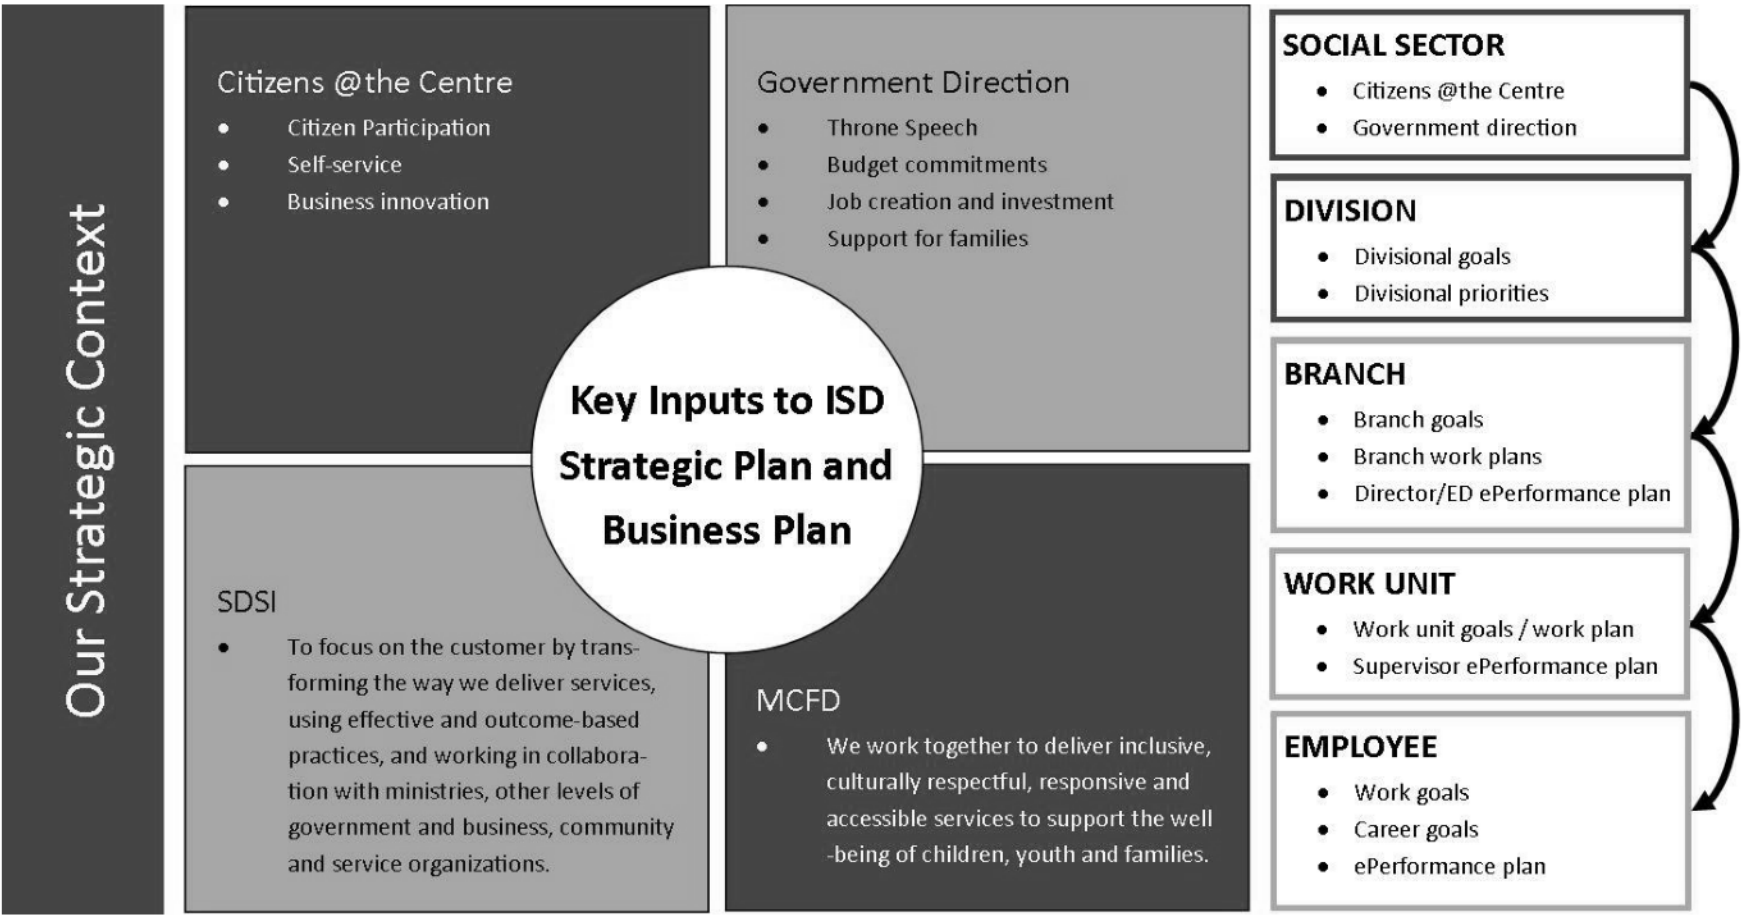 Our Strategic Context
Citizens @the Centre
• Citizen Participation
• Self-service
• Business innovation
Government Direction
• Throne Speech
• Budget commitments
• Job creation and investment
• Support for families
Key Inputs to ISD
Strategic Plan and
Business Plan
SDSI
• To focus on the customer by trans-
forming the way we deliver services,
using effective and outcome-based
practices, and working in collabora-
tion with ministries, other levels of
government and business, community
and service organizations.
MCFD
• We work together to deliver inclusive,
culturally respectful, responsive and
accessible services to support the well
-being of children, youth and families.
SOCIAL SECTOR
• Citizens @the Centre
• Government direction
DIVISION
• Divisional goals
• Divisional priorities
BRANCH
• Branch goals
• Branch work plans
• Director/ED ePerformance plan
WORK UNIT
• Work unit goals / work plan
• Supervisor ePerformance plan
EMPLOYEE
• Work goals
• Career goals
• ePerformance plan